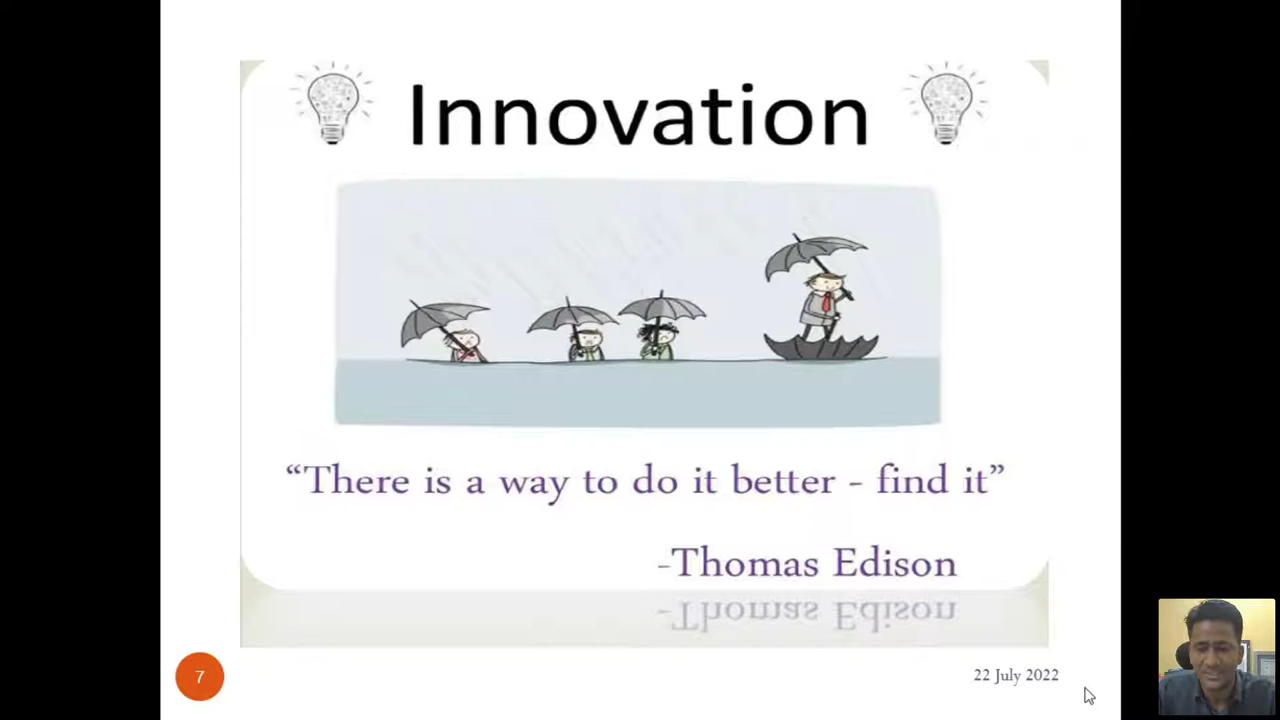 Innovation
“There is a way to do it better - find it”
-Thomas Edison
-Thomas Edison
7
22 July 2022